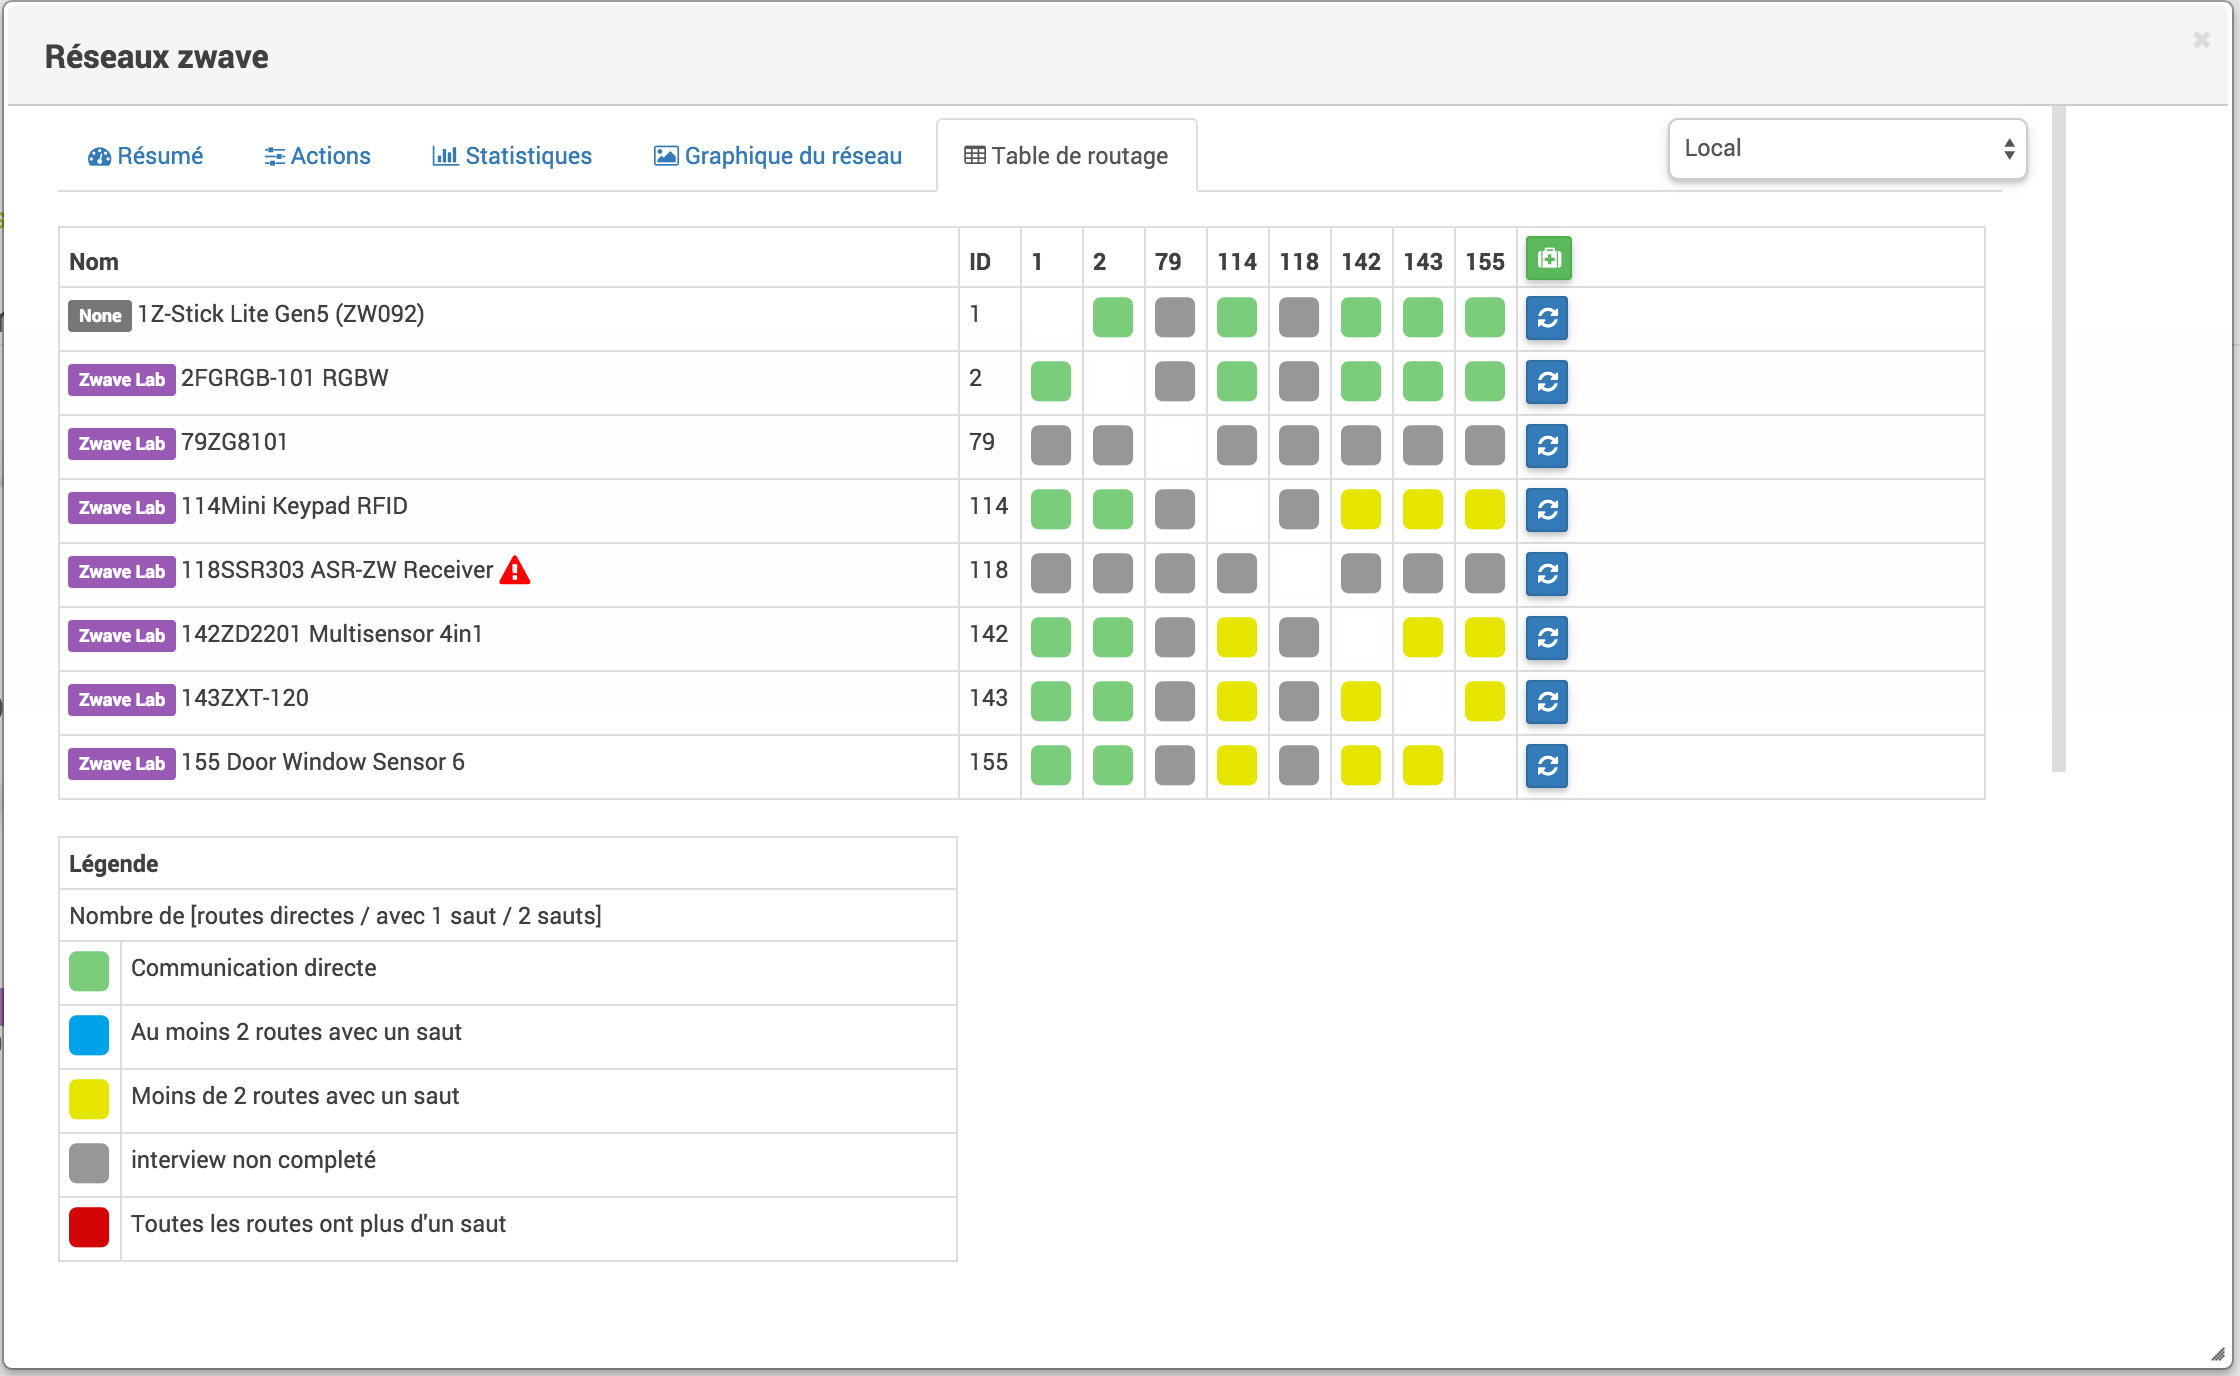 Réseaux zwave
Résumé Actions Statistiques Graphique du réseau Table de routage Local
Nom ID 1 2 79 114 118 142 143 155
None 1Z-Stick Lite Gen5 (ZW092) 1
Zwave Lab 2FGRGB-101 RGBW 2
Zwave Lab 79ZG8101 79
Zwave Lab 114Mini Keypad RFID 114
Zwave Lab 118SSR303 ASR-ZW Receiver 118
Zwave Lab 142ZD2201 Multisensor 4in1 142
Zwave Lab 143ZXT-120 143
Zwave Lab 155 Door Window Sensor 6 155
Légende
Nombre de [routes directes / avec 1 saut / 2 sauts]
Communication directe
Au moins 2 routes avec un saut
Moins de 2 routes avec un saut
interview non completé
Toutes les routes ont plus d'un saut